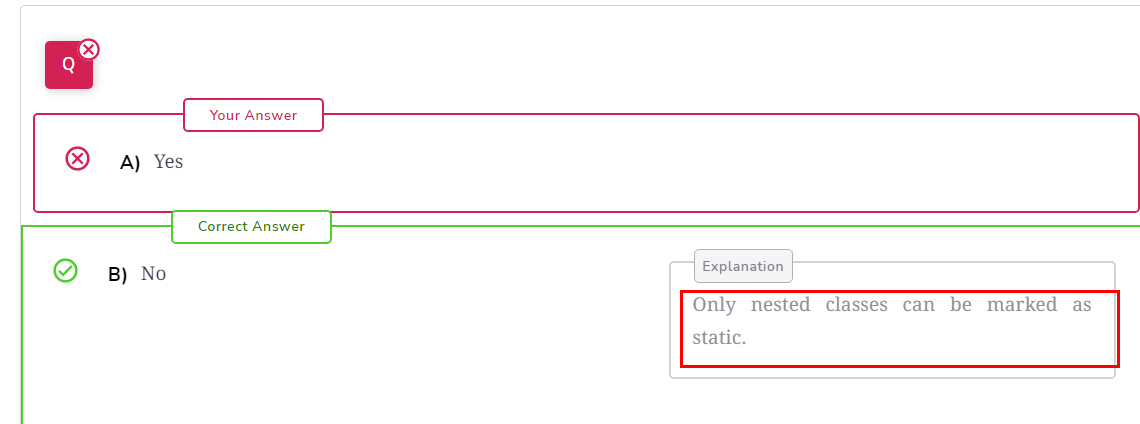 Q
Your Answer
A) Yes
Correct Answer
B) No
Explanation
Only nested classes can be marked as
static.